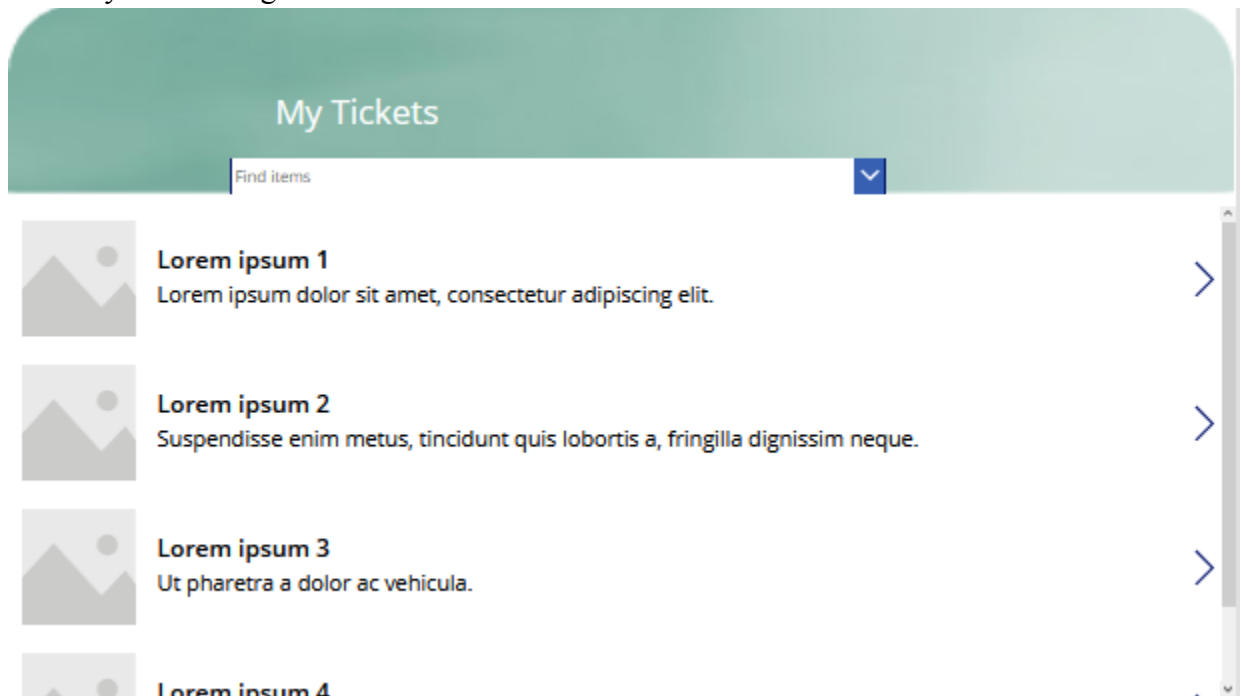 My Tickets
Find items
Lorem ipsum 1
Lorem ipsum dolor sit amet, consectetur adipiscing elit.
Lorem ipsum 2
Suspendisse enim metus, tincidunt quis lobortis a, fringilla dignissim neque.
Lorem ipsum 3
Ut pharetra a dolor ac vehicula.
Lorem ipsum 4